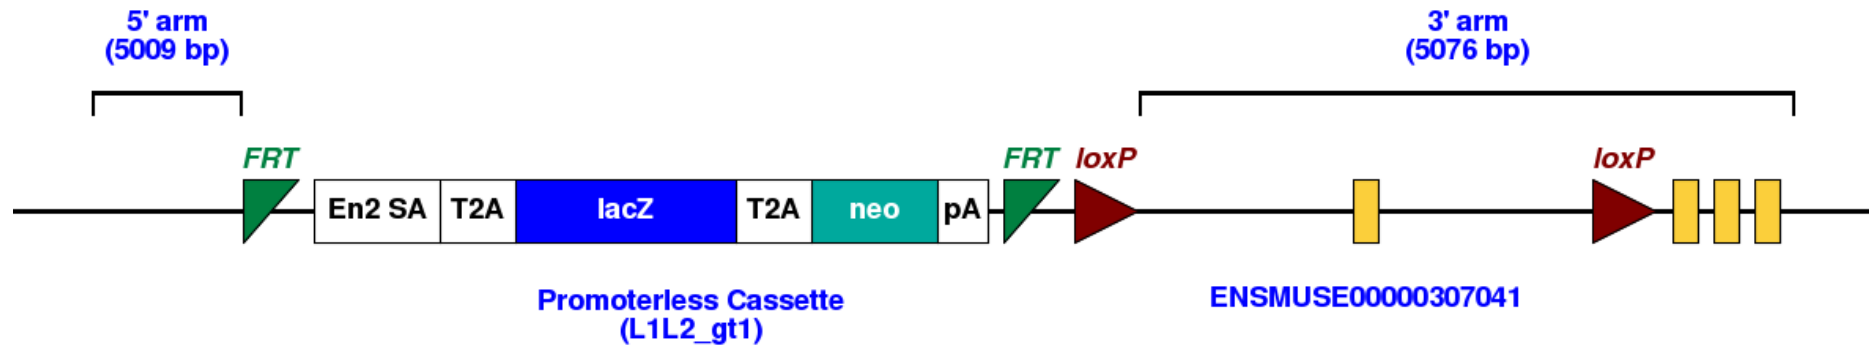 5' arm
(5009 bp)
3' arm
(5076 bp)
FRT
FRT
loxP
loxP
En2 SA
T2A
lacZ
T2A
neo
pA
Promoterless Cassette
(L1L2_gt1)
ENSMUSE00000307041